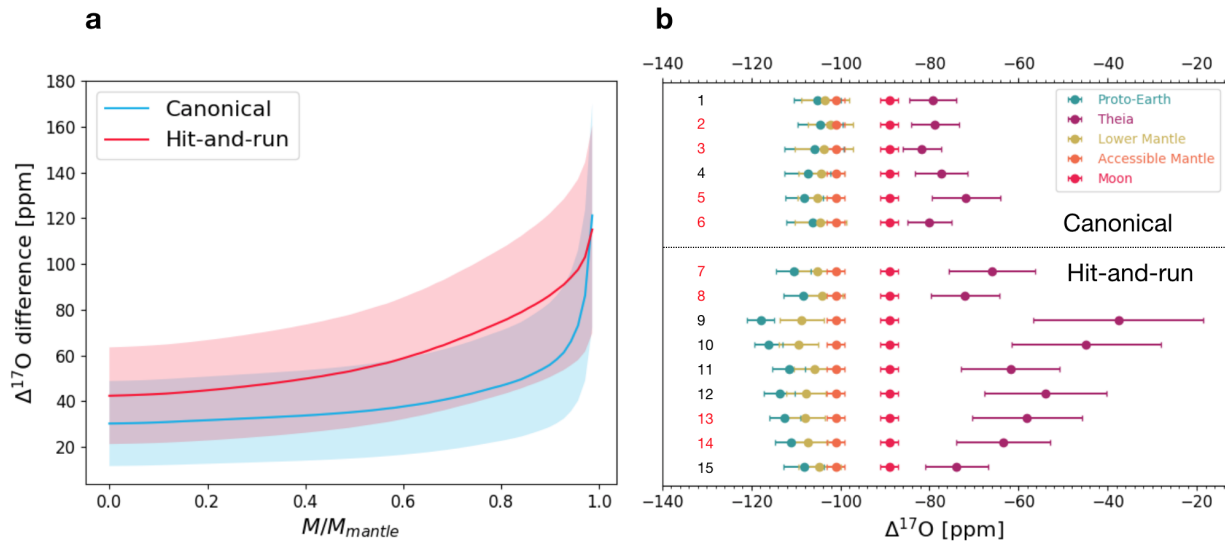 a
180
160
140
120
100
80
60
40
20
Δ¹⁷O difference [ppm]
Canonical
Hit-and-run
0.0 0.2 0.4 0.6 0.8 1.0
M/M_mantle
b
−140 −120 −100 −80 −60 −40 −20
Proto-Earth
Theia
Lower Mantle
Accessible Mantle
Moon
1
2
3
4
5
6
Canonical
Hit-and-run
7
8
9
10
11
12
13
14
15
−140 −120 −100 −80 −60 −40 −20
Δ¹⁷O [ppm]